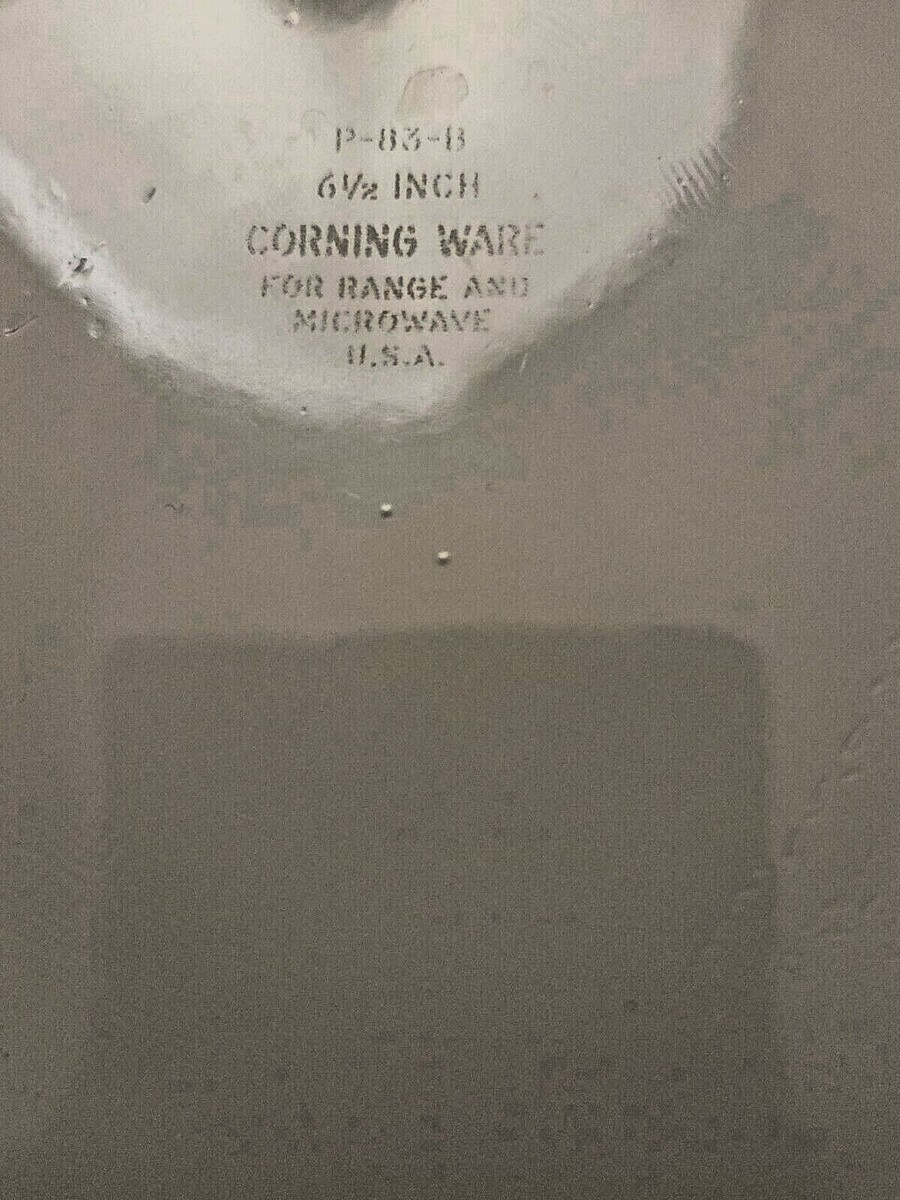 P-83-B
6½ INCH
CORNING WARE
FOR RANGE AND
MICROWAVE
U.S.A.